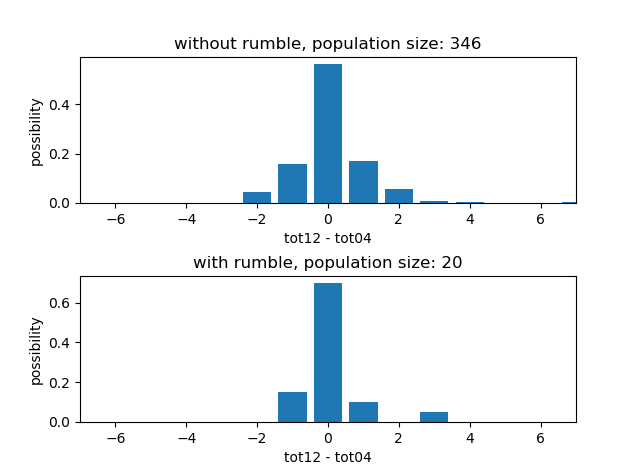 without rumble, population size: 346
possibility
0.4
0.2
0.0
−6 −4 −2 0 2 4 6
tot12 - tot04
with rumble, population size: 20
possibility
0.6
0.4
0.2
0.0
−6 −4 −2 0 2 4 6
tot12 - tot04